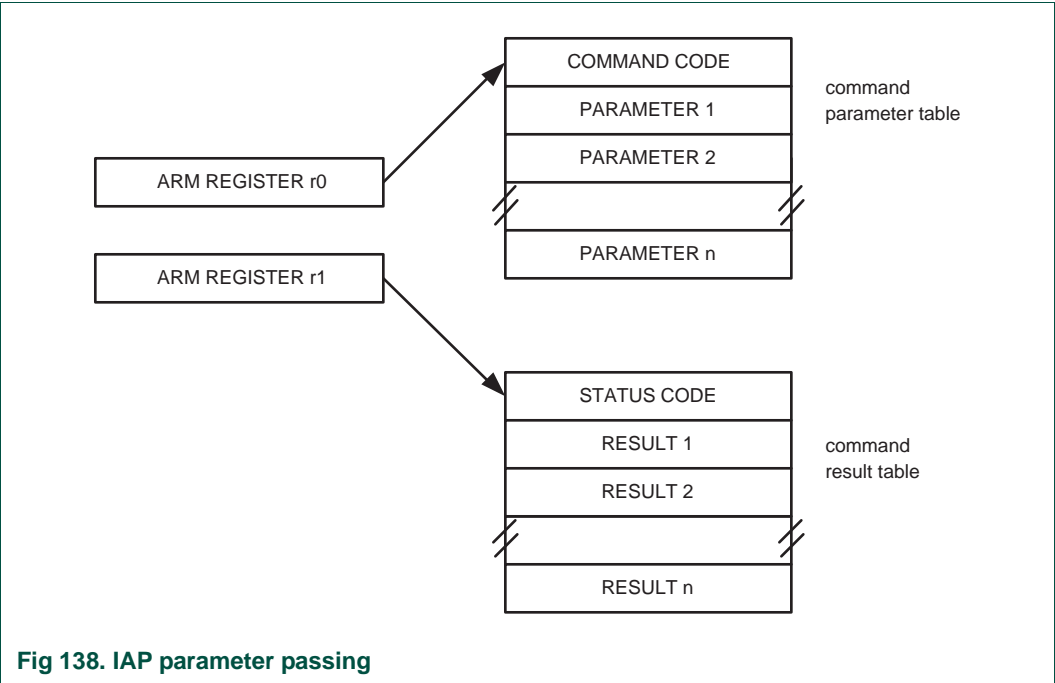 COMMAND CODE
command
parameter table
PARAMETER 1
PARAMETER 2
ARM REGISTER r0
PARAMETER n
ARM REGISTER r1
STATUS CODE
RESULT 1
command
result table
RESULT 2
RESULT n
Fig 138. IAP parameter passing